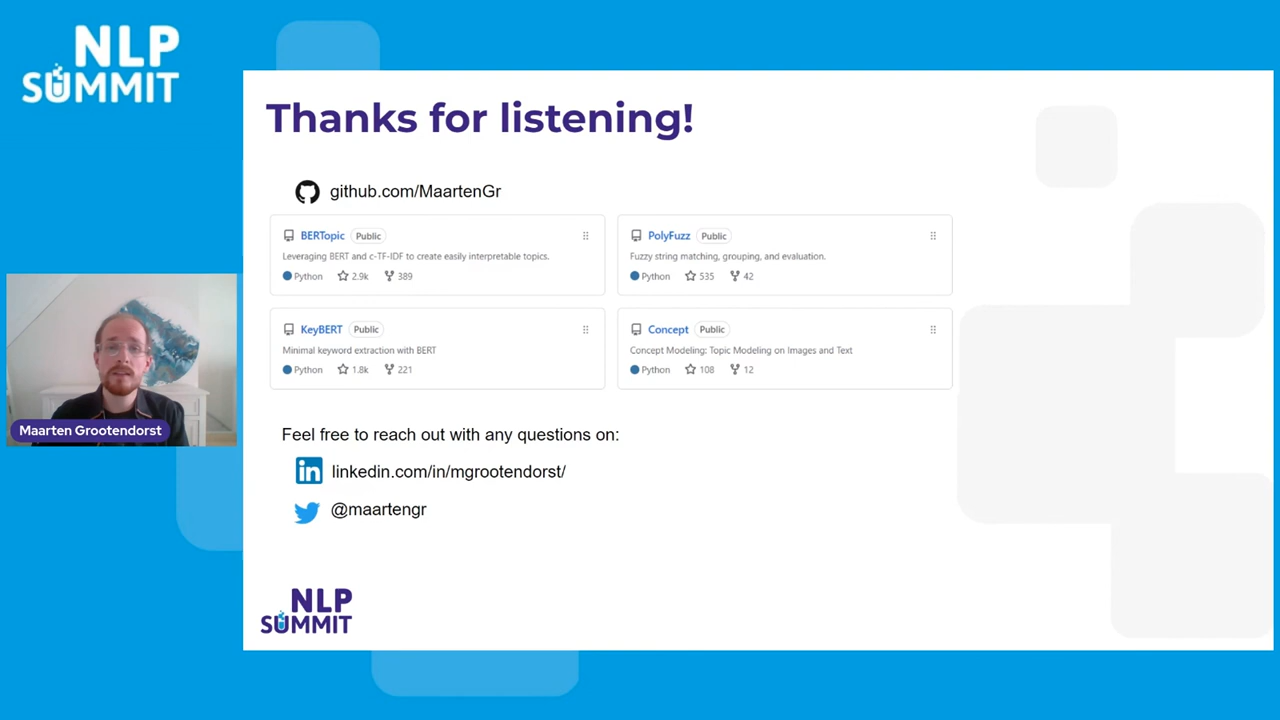 NLP
SUMMIT
Thanks for listening!
github.com/MaartenGr
BERTopic Public
Leveraging BERT and c-TF-IDF to create easily interpretable topics.
Python 2.9k 389
PolyFuzz Public
Fuzzy string matching, grouping, and evaluation.
Python 535 42
KeyBERT Public
Minimal keyword extraction with BERT
Python 1.8k 221
Concept Public
Concept Modeling: Topic Modeling on Images and Text
Python 108 12
Maarten Grootendorst
Feel free to reach out with any questions on:
in linkedin.com/in/mgrootendorst/
@maartengr
NLP
SUMMIT